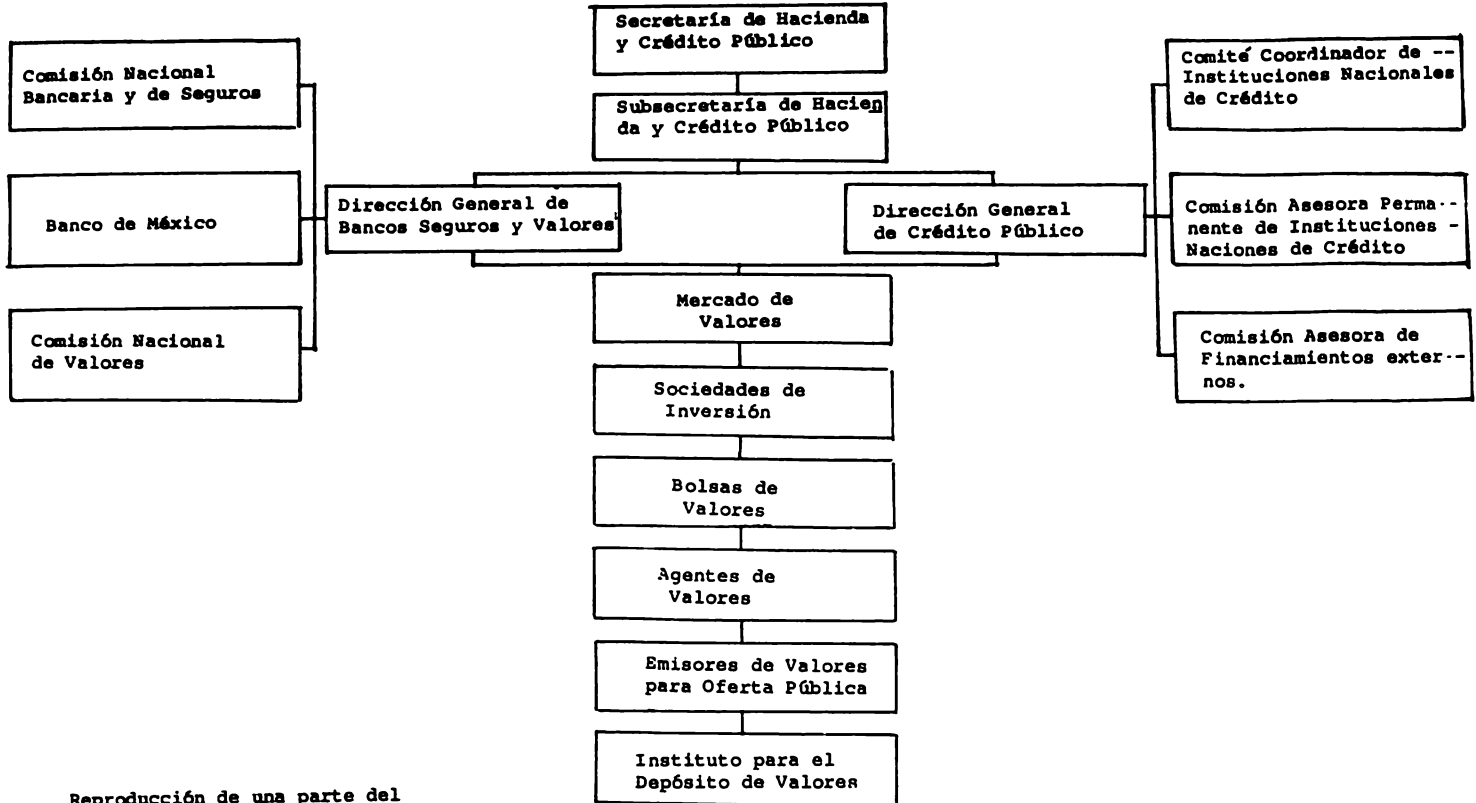 Secretaría de Hacienda
y Crédito Público
Subsecretaría de Hacien
da y Crédito Público
Comisión Nacional
Bancaria y de Seguros
Banco de México
Comisión Nacional
de Valores
Dirección General de
Bancos Seguros y Valores
Dirección General
de Crédito Público
Comité Coordinador de --
Instituciones Nacionales
de Crédito
Comisión Asesora Perma--
nente de Instituciones -
Naciones de Crédito
Comisión Asesora de
Financiamientos exter--
nos.
Mercado de
Valores
Sociedades de
Inversión
Bolsas de
Valores
Agentes de
Valores
Emisores de Valores
para Oferta Pública
Instituto para el
Depósito de Valores
Reproducción de una parte del